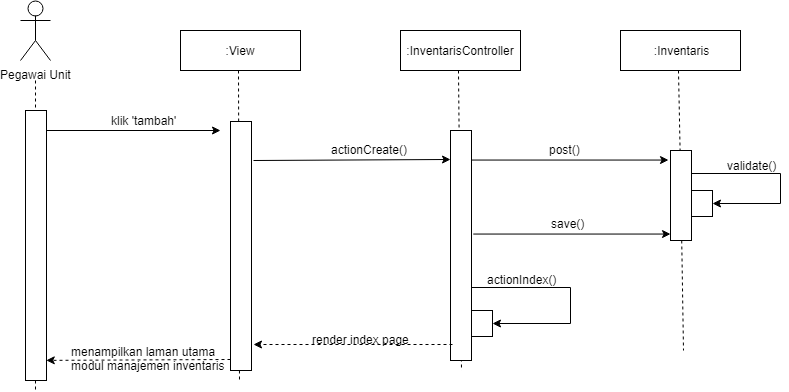 Pegawai Unit
:View
:InventarisController
:Inventaris
klik 'tambah'
actionCreate()
post()
validate()
save()
actionIndex()
render index page
menampilkan laman utama
modul manajemen inventaris